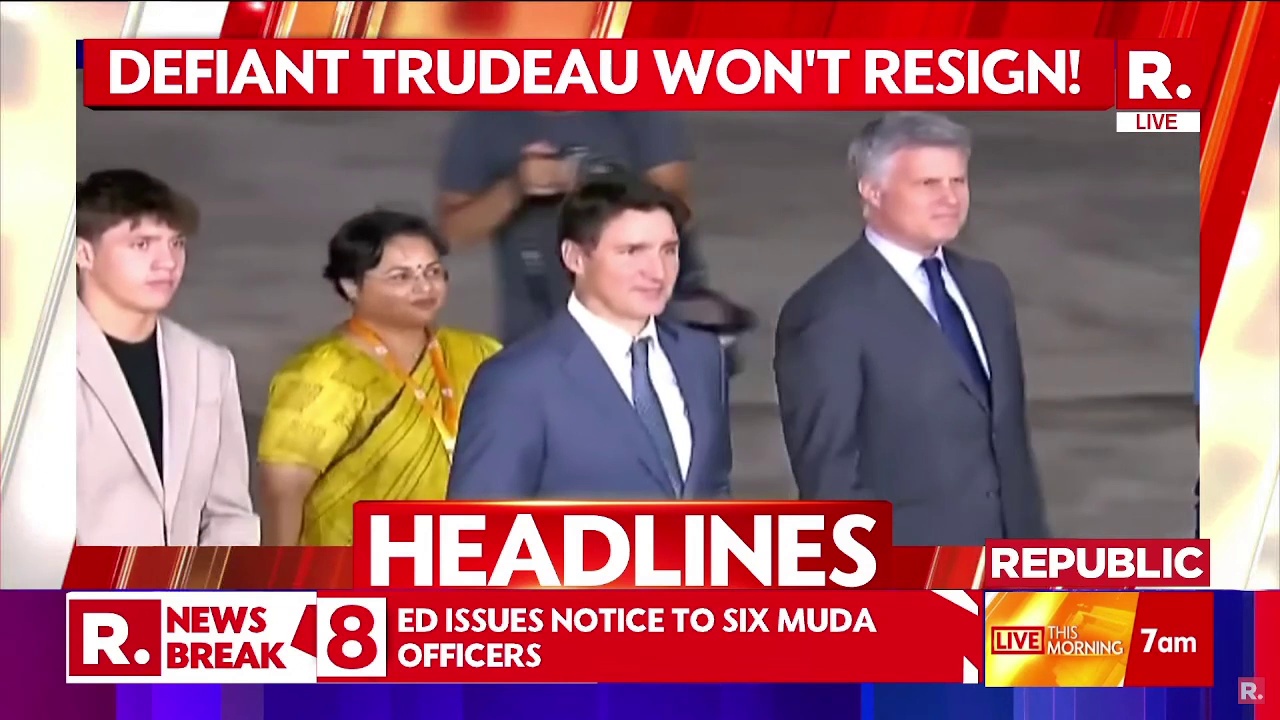 DEFIANT TRUDEAU WON'T RESIGN!
R.
LIVE
HEADLINES
REPUBLIC
R.
NEWS
BREAK
8
ED ISSUES NOTICE TO SIX MUDA
OFFICERS
LIVE
THIS
MORNING
7am
R.